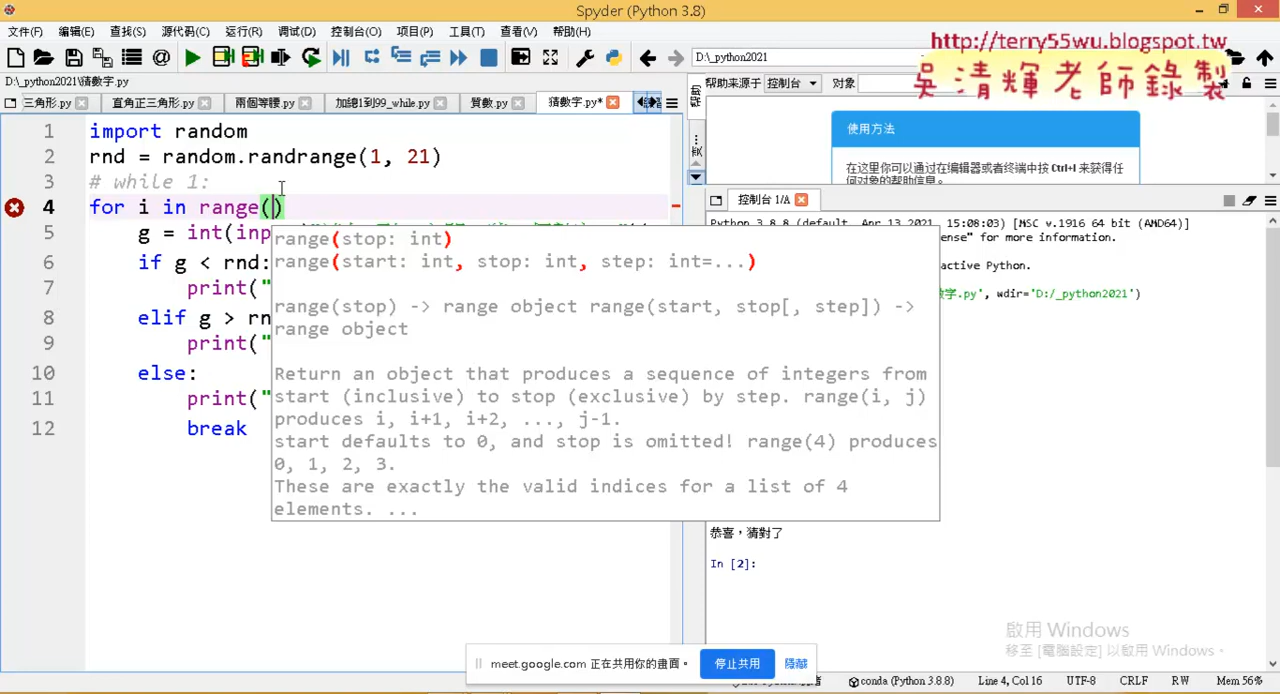 Spyder (Python 3.8)
文件(F) 编辑(E) 查找(S) 源代码(C) 运行(R) 调试(D) 控制台(O) 项目(P) 工具(T) 查看(V) 帮助(H)
http://terry55wu.blogspot.tw
D:\_python2021
吳清輝老師錄製
D:\_python2021\猜數字.py
帮助来源于 控制台 对象
三角形.py 直角正三角形.py 兩個等腰.py 加總1到99_while.py 質數.py 猜數字.py*
使用方法
在这里你可以通过在编辑器或者终端中按 Ctrl+I 来获得任
何对象的帮助信息。
1 import random
2 rnd = random.randrange(1, 21)
3 # while 1:
4 for i in range()
5 g = int(inp
6 if g < rnd:
7 print("
8 elif g > rn
9 print("
10 else:
11 print("
12 break
range(stop: int)
range(start: int, stop: int, step: int=...)
range(stop) -> range object range(start, stop[, step]) ->
range object
Return an object that produces a sequence of integers from
start (inclusive) to stop (exclusive) by step. range(i, j)
produces i, i+1, i+2, ..., j-1.
start defaults to 0, and stop is omitted! range(4) produces
0, 1, 2, 3.
These are exactly the valid indices for a list of 4
elements. ...
控制台 1/A
Python 3.8.8 (default, Apr 13 2021, 15:08:03) [MSC v.1916 64 bit (AMD64)]
ense" for more information.
active Python.
字.py', wdir='D:/_python2021')
恭喜，猜對了
In [2]:
啟用 Windows
移至 [電腦設定] 以啟用 Windows。
meet.google.com 正在共用你的畫面。 停止共用 隱藏
conda (Python 3.8.8) Line 4, Col 16 UTF-8 CRLF RW Mem 56%